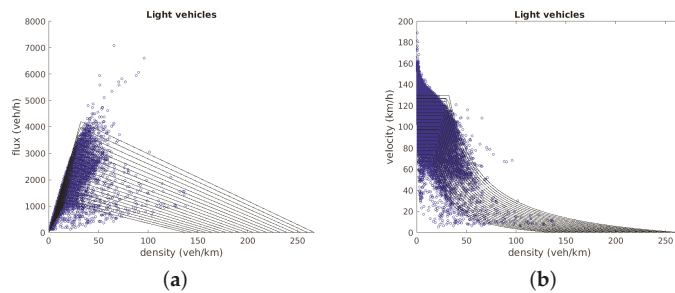 Light vehicles
8000
7000
6000
5000
4000
3000
2000
1000
0
flux (veh/h)
0 50 100 150 200 250
density (veh/km)
(a)
Light vehicles
200
180
160
140
120
100
80
60
40
20
0
velocity (km/h)
0 50 100 150 200 250
density (veh/km)
(b)